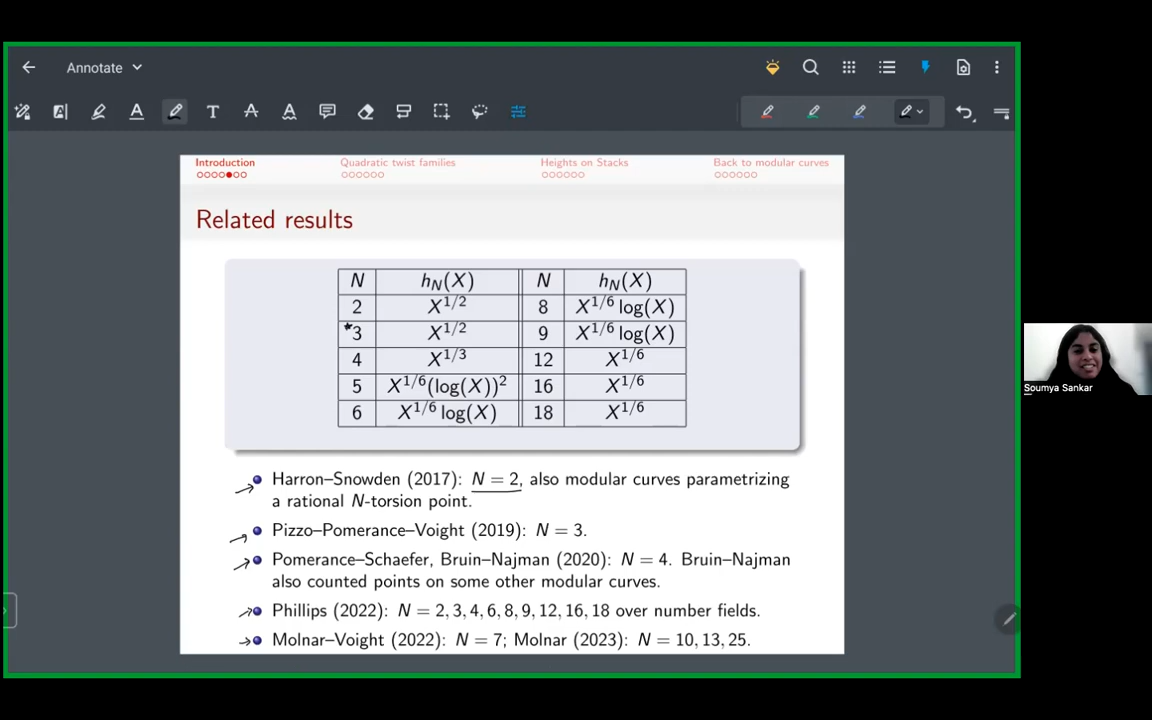 Annotate
Introduction Quadratic twist families Heights on Stacks Back to modular curves
Related results
N h_N(X) N h_N(X)
2 X^{1/2} 8 X^{1/6} log(X)
*3 X^{1/2} 9 X^{1/6} log(X)
4 X^{1/3} 12 X^{1/6}
5 X^{1/6}(log(X))^2 16 X^{1/6}
6 X^{1/6} log(X) 18 X^{1/6}
Harron–Snowden (2017): N = 2, also modular curves parametrizing
a rational N-torsion point.
Pizzo–Pomerance–Voight (2019): N = 3.
Pomerance–Schaefer, Bruin–Najman (2020): N = 4. Bruin–Najman
also counted points on some other modular curves.
Phillips (2022): N = 2, 3, 4, 6, 8, 9, 12, 16, 18 over number fields.
Molnar–Voight (2022): N = 7; Molnar (2023): N = 10, 13, 25.
Soumya Sankar